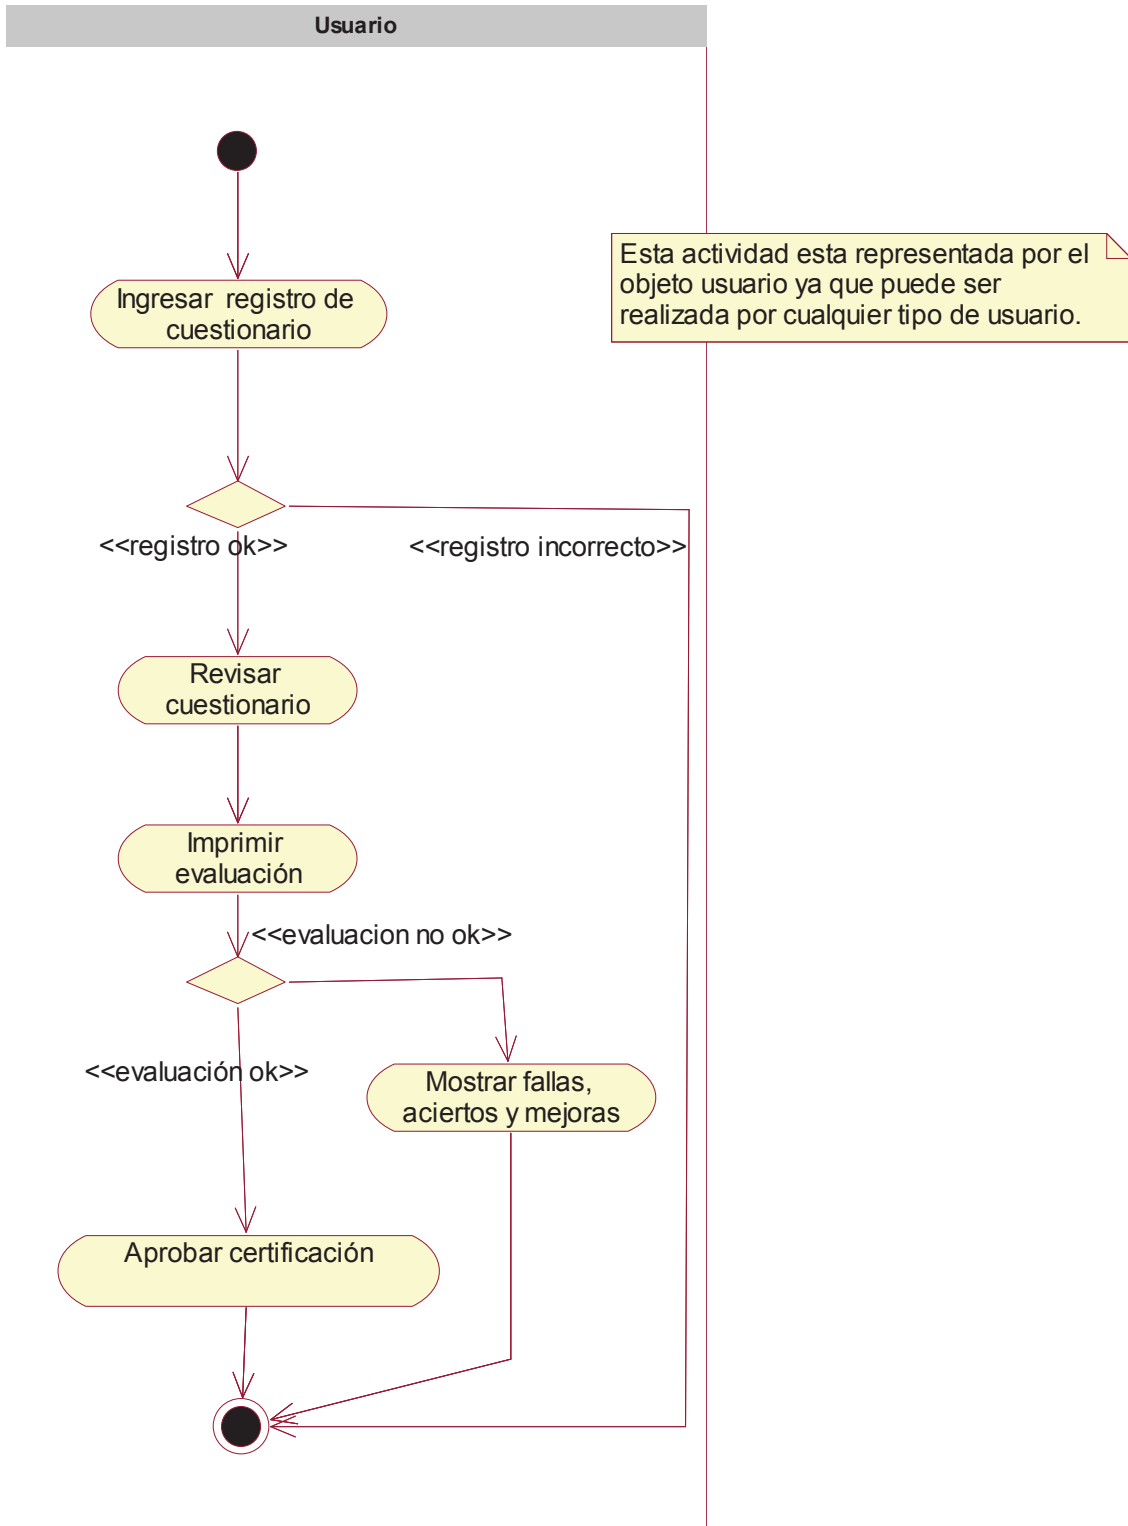 Usuario
Esta actividad esta representada por el
objeto usuario ya que puede ser
realizada por cualquier tipo de usuario.
Ingresar registro de
cuestionario
<<registro ok>>
<<registro incorrecto>>
Revisar
cuestionario
Imprimir
evaluación
<<evaluacion no ok>>
<<evaluación ok>>
Mostrar fallas,
aciertos y mejoras
Aprobar certificación